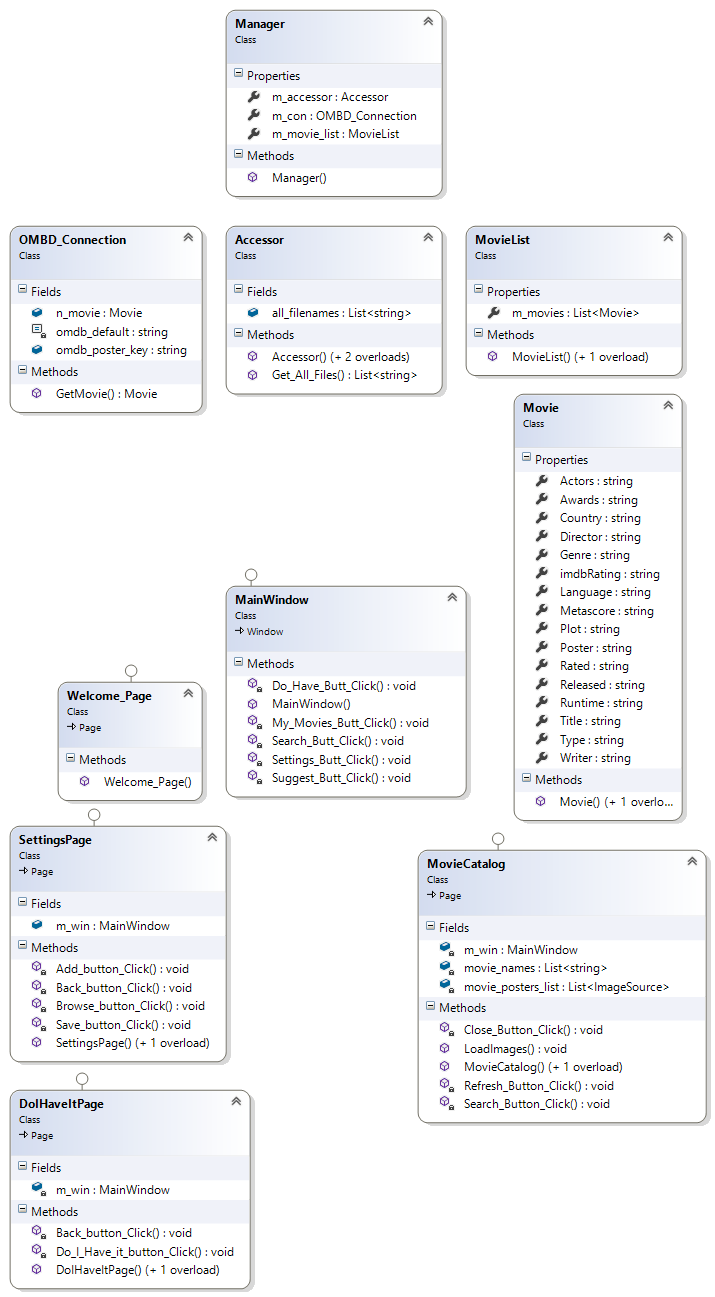 Manager
Class
Properties
m_accessor : Accessor
m_con : OMBD_Connection
m_movie_list : MovieList
Methods
Manager()
OMBD_Connection
Class
Fields
n_movie : Movie
omdb_default : string
omdb_poster_key : string
Methods
GetMovie() : Movie
Accessor
Class
Fields
all_filenames : List<string>
Methods
Accessor() (+ 2 overloads)
Get_All_Files() : List<string>
MovieList
Class
Properties
m_movies : List<Movie>
Methods
MovieList() (+ 1 overload)
Movie
Class
Properties
Actors : string
Awards : string
Country : string
Director : string
Genre : string
imdbRating : string
Language : string
Metascore : string
Plot : string
Poster : string
Rated : string
Released : string
Runtime : string
Title : string
Type : string
Writer : string
Methods
Movie() (+ 1 overlo...
MainWindow
Class
Window
Methods
Do_Have_Butt_Click() : void
MainWindow()
My_Movies_Butt_Click() : void
Search_Butt_Click() : void
Settings_Butt_Click() : void
Suggest_Butt_Click() : void
Welcome_Page
Class
Page
Methods
Welcome_Page()
SettingsPage
Class
Page
Fields
m_win : MainWindow
Methods
Add_button_Click() : void
Back_button_Click() : void
Browse_button_Click() : void
Save_button_Click() : void
SettingsPage() (+ 1 overload)
MovieCatalog
Class
Page
Fields
m_win : MainWindow
movie_names : List<string>
movie_posters_list : List<ImageSource>
Methods
Close_Button_Click() : void
LoadImages() : void
MovieCatalog() (+ 1 overload)
Refresh_Button_Click() : void
Search_Button_Click() : void
DoIHaveItPage
Class
Page
Fields
m_win : MainWindow
Methods
Back_button_Click() : void
Do_I_Have_it_button_Click() : void
DoIHaveItPage() (+ 1 overload)